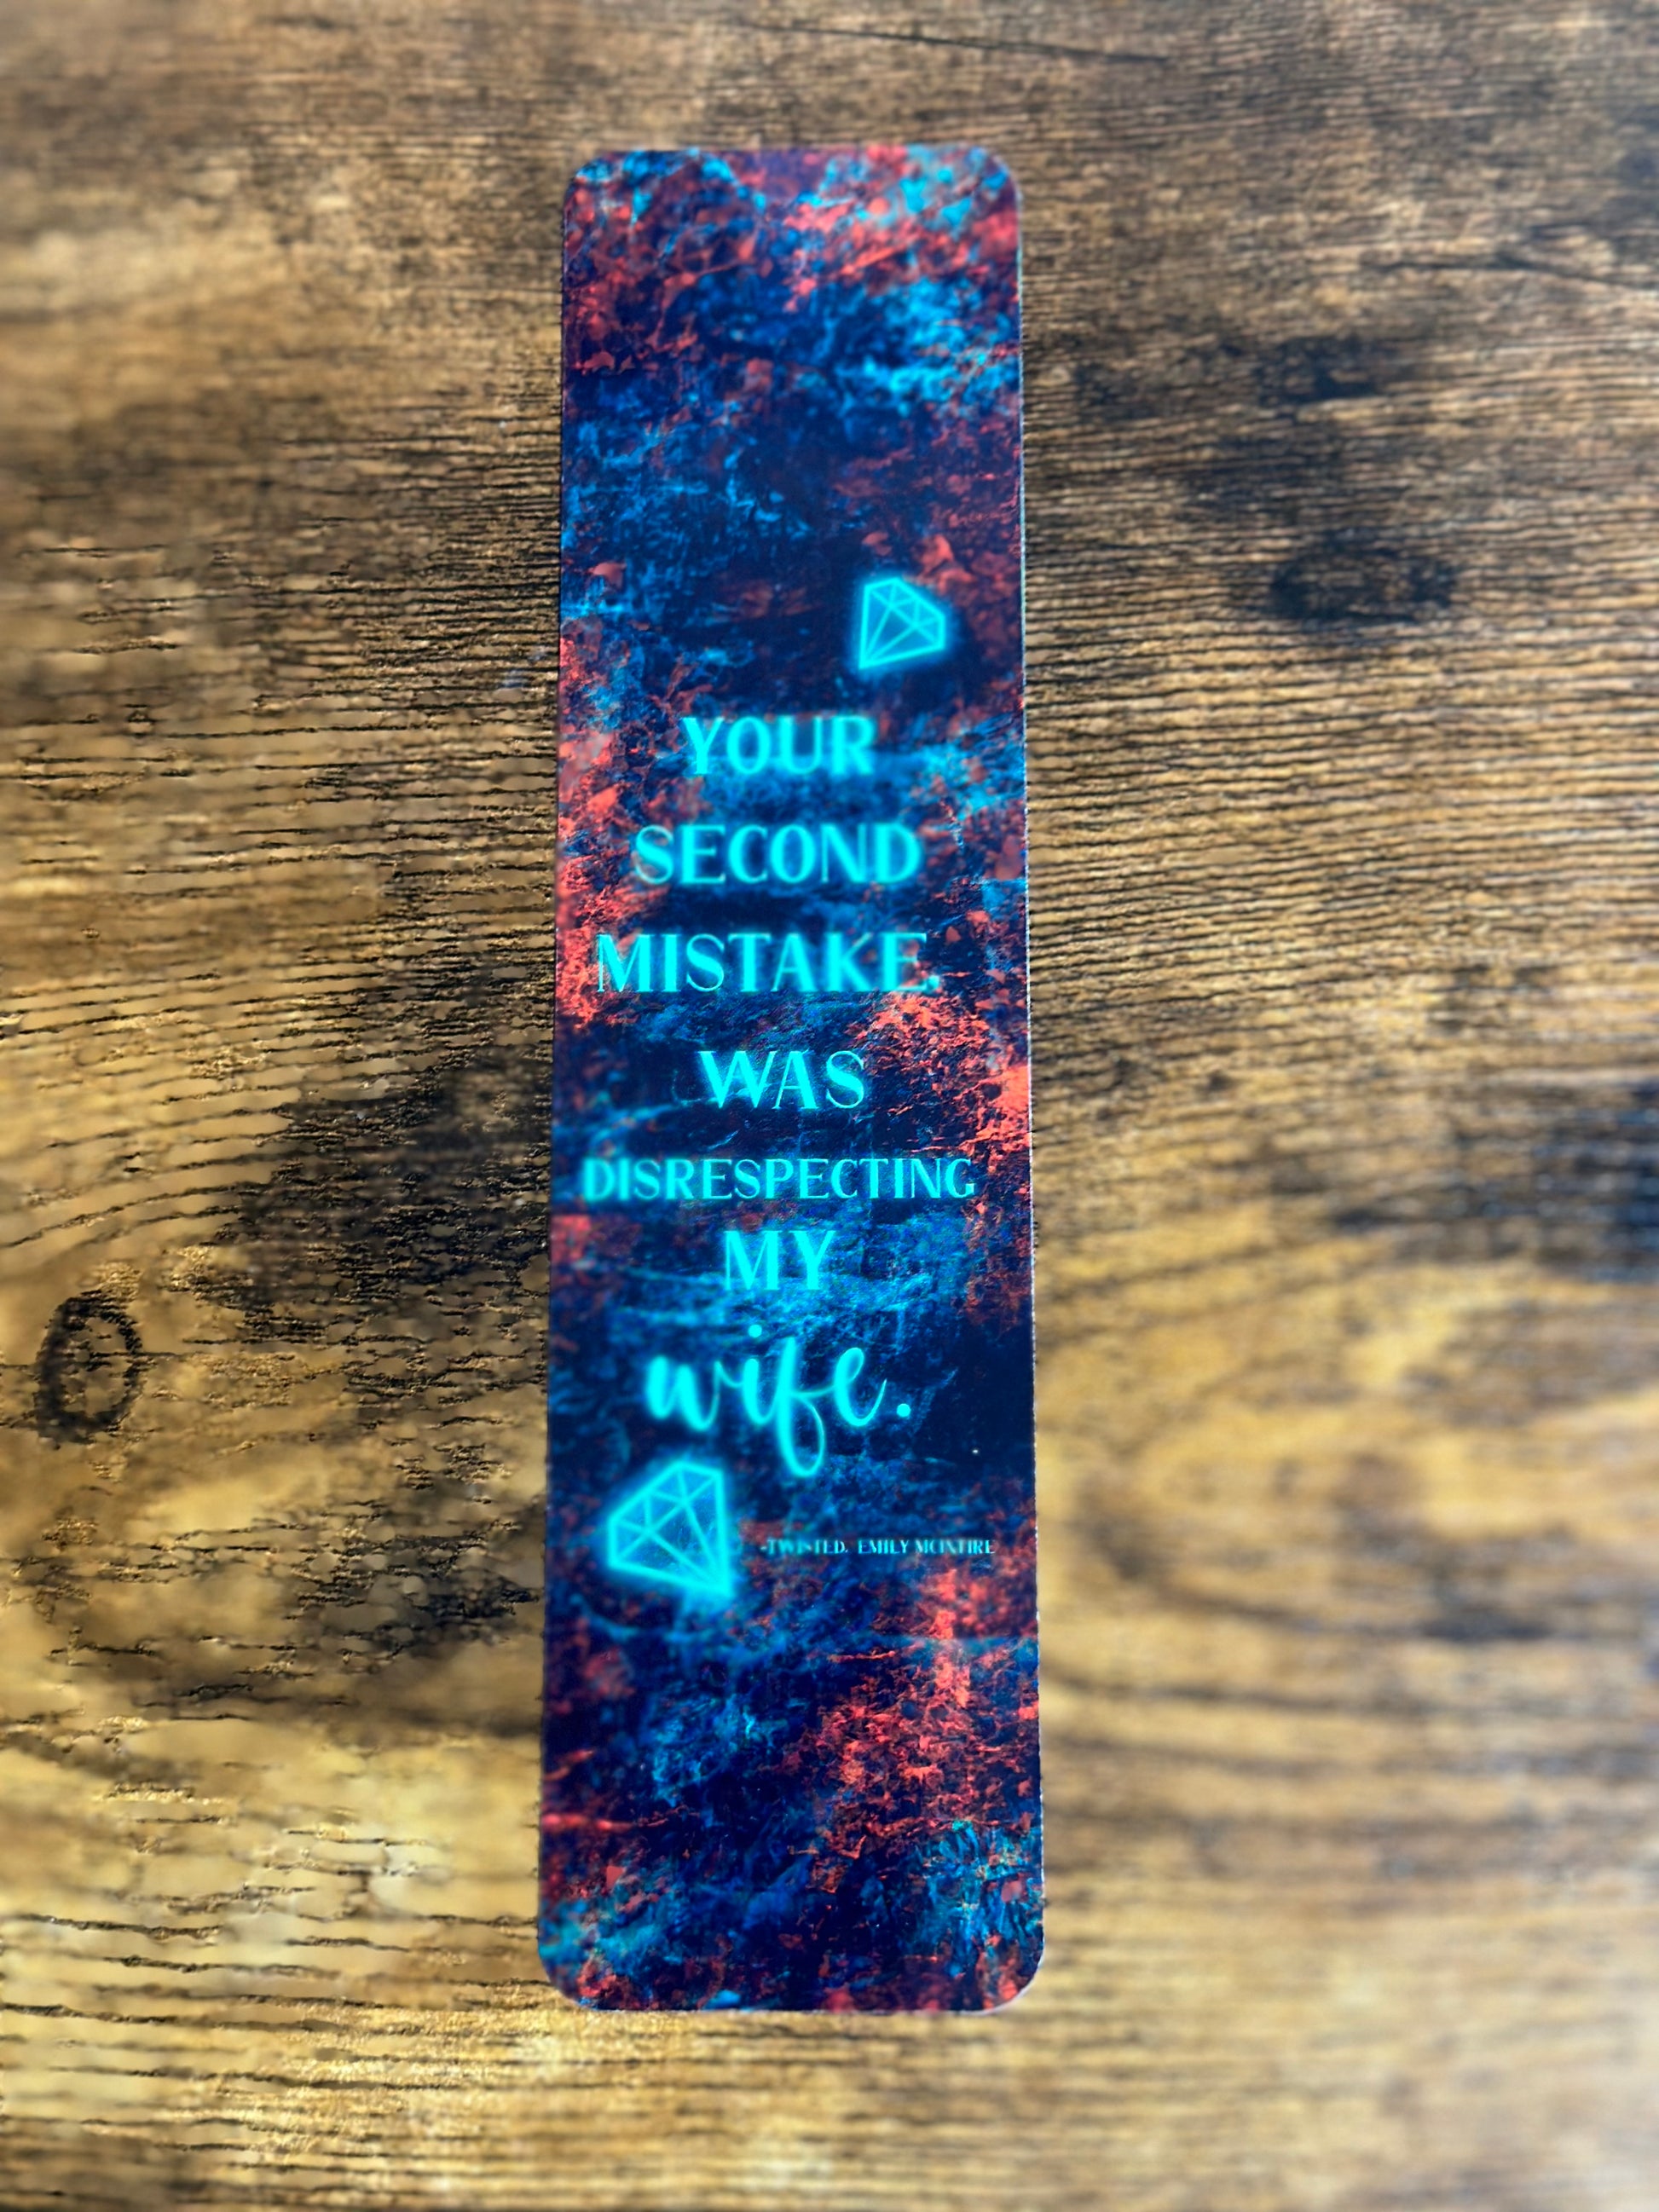 YOUR
SECOND
MISTAKE,
WAS
DISRESPECTING
MY
wife.
-TWISTED, EMILY MCINTIRE